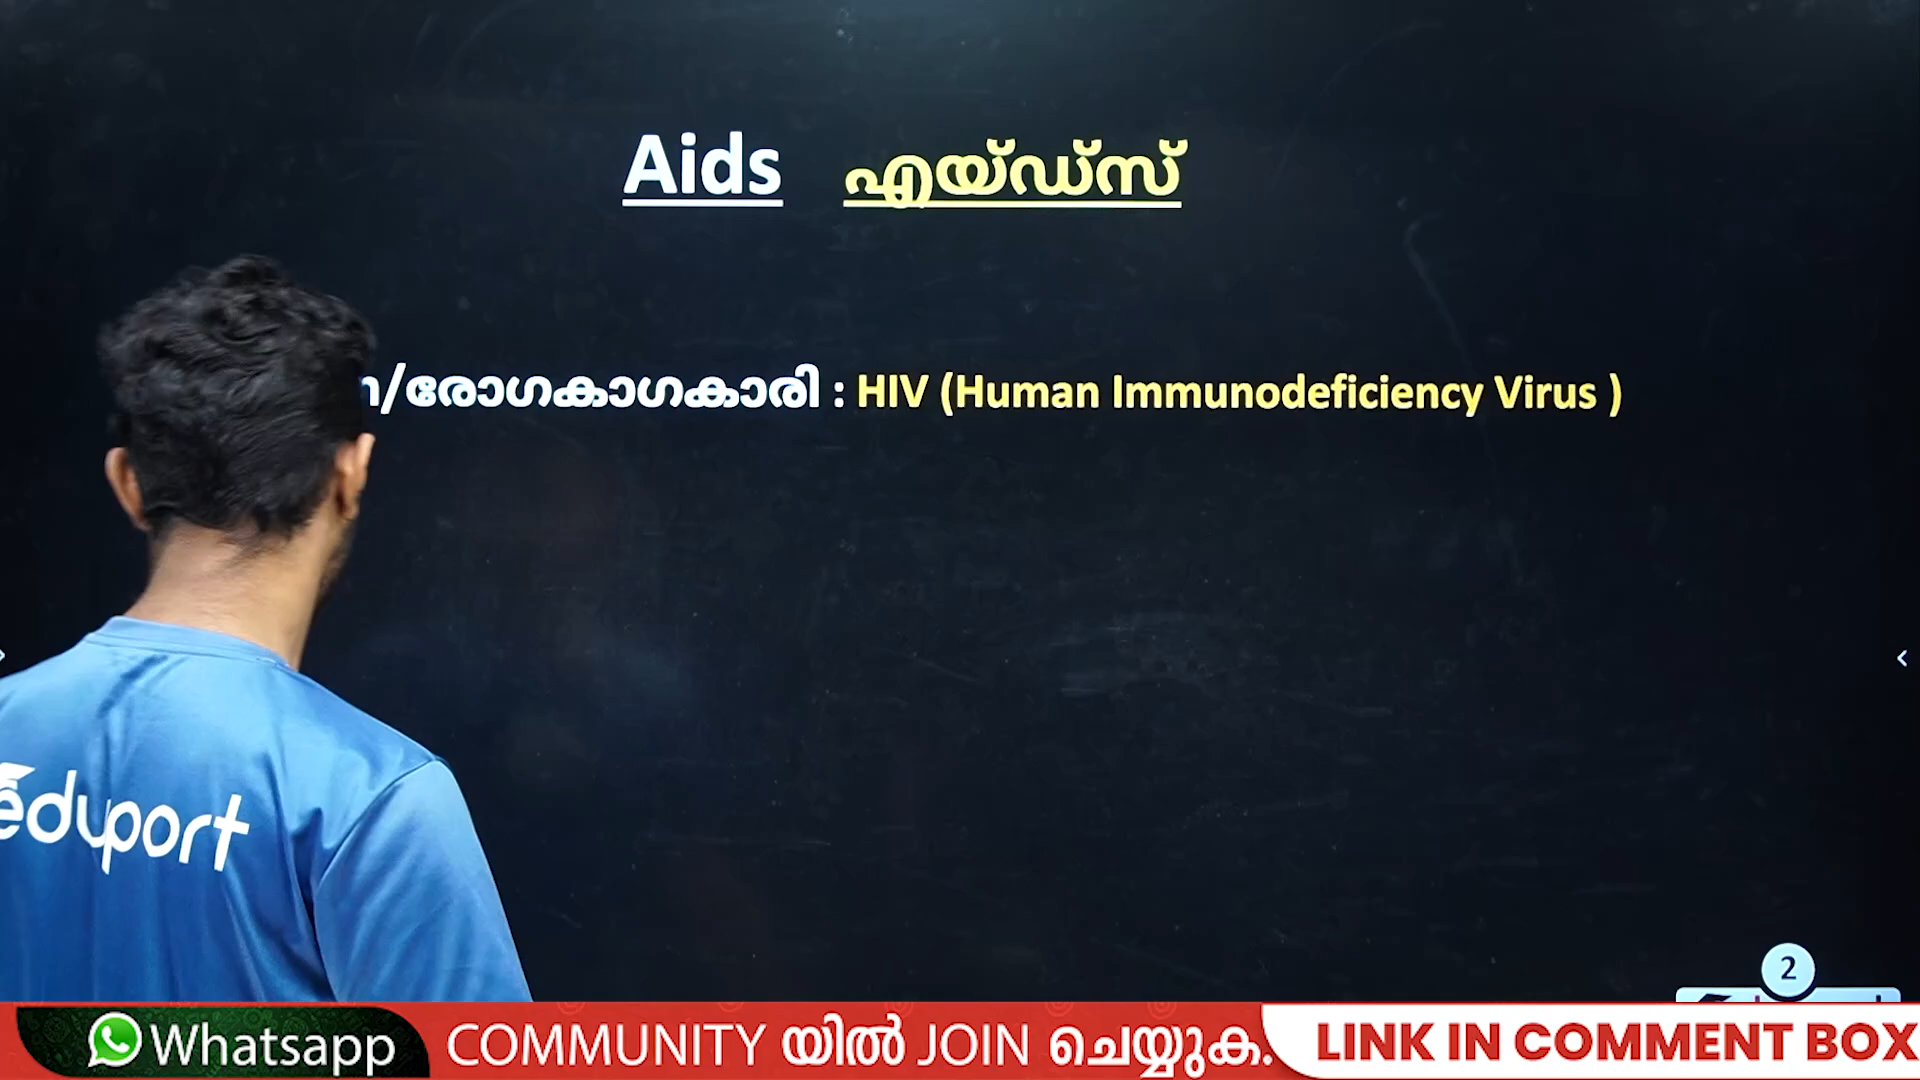 Aids എയ്ഡ്സ്
/രോഗകാഗകാരി : HIV (Human Immunodeficiency Virus )
eduport
2
Whatsapp COMMUNITY യിൽ JOIN ചെയ്യുക. LINK IN COMMENT BOX